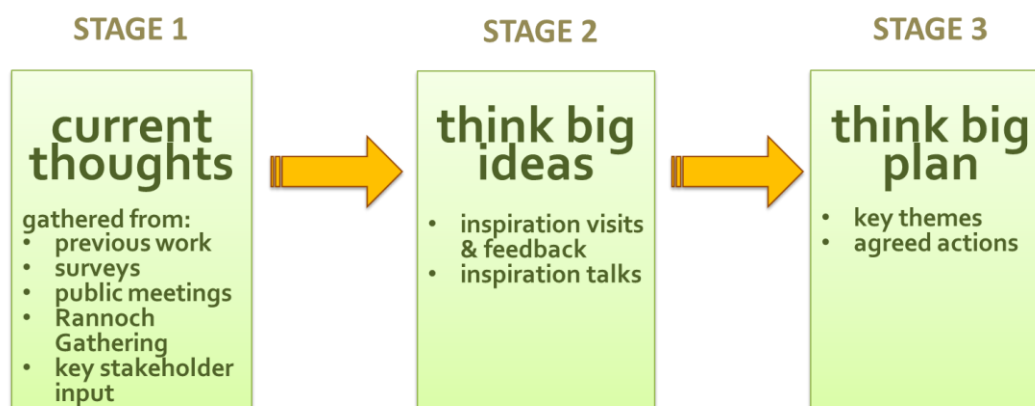 STAGE 1
current
thoughts
gathered from:
• previous work
• surveys
• public meetings
• Rannoch
Gathering
• key stakeholder
input
STAGE 2
think big
ideas
• inspiration visits
& feedback
• inspiration talks
STAGE 3
think big
plan
• key themes
• agreed actions